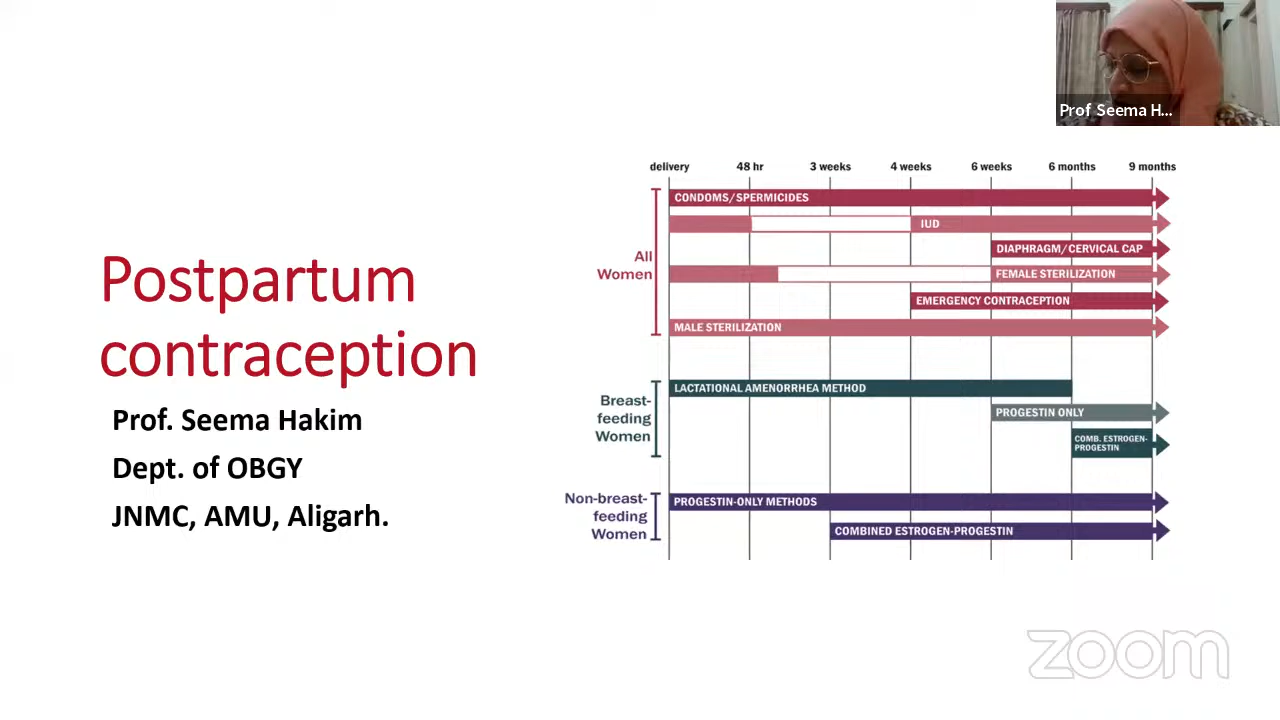 Prof Seema H...
Postpartum
contraception
Prof. Seema Hakim
Dept. of OBGY
JNMC, AMU, Aligarh.
delivery 48 hr 3 weeks 4 weeks 6 weeks 6 months 9 months
All
Women
CONDOMS/SPERMICIDES
IUD
DIAPHRAGM/CERVICAL CAP
FEMALE STERILIZATION
EMERGENCY CONTRACEPTION
MALE STERILIZATION
Breast-
feeding
Women
LACTATIONAL AMENORRHEA METHOD
PROGESTIN ONLY
COMB. ESTROGEN-
PROGESTIN
Non-breast-
feeding
Women
PROGESTIN-ONLY METHODS
COMBINED ESTROGEN-PROGESTIN
zoom